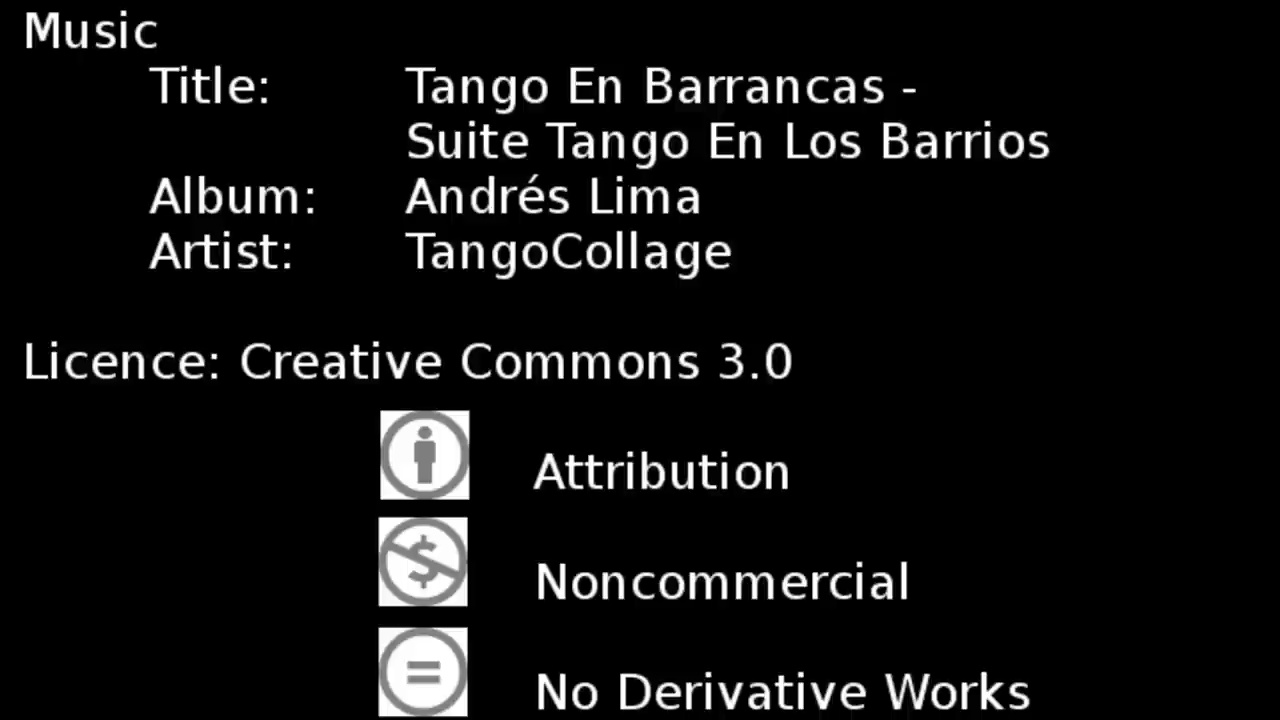 Music
Title: Tango En Barrancas -
Suite Tango En Los Barrios
Album: Andrés Lima
Artist: TangoCollage
Licence: Creative Commons 3.0
Attribution
$ Noncommercial
= No Derivative Works